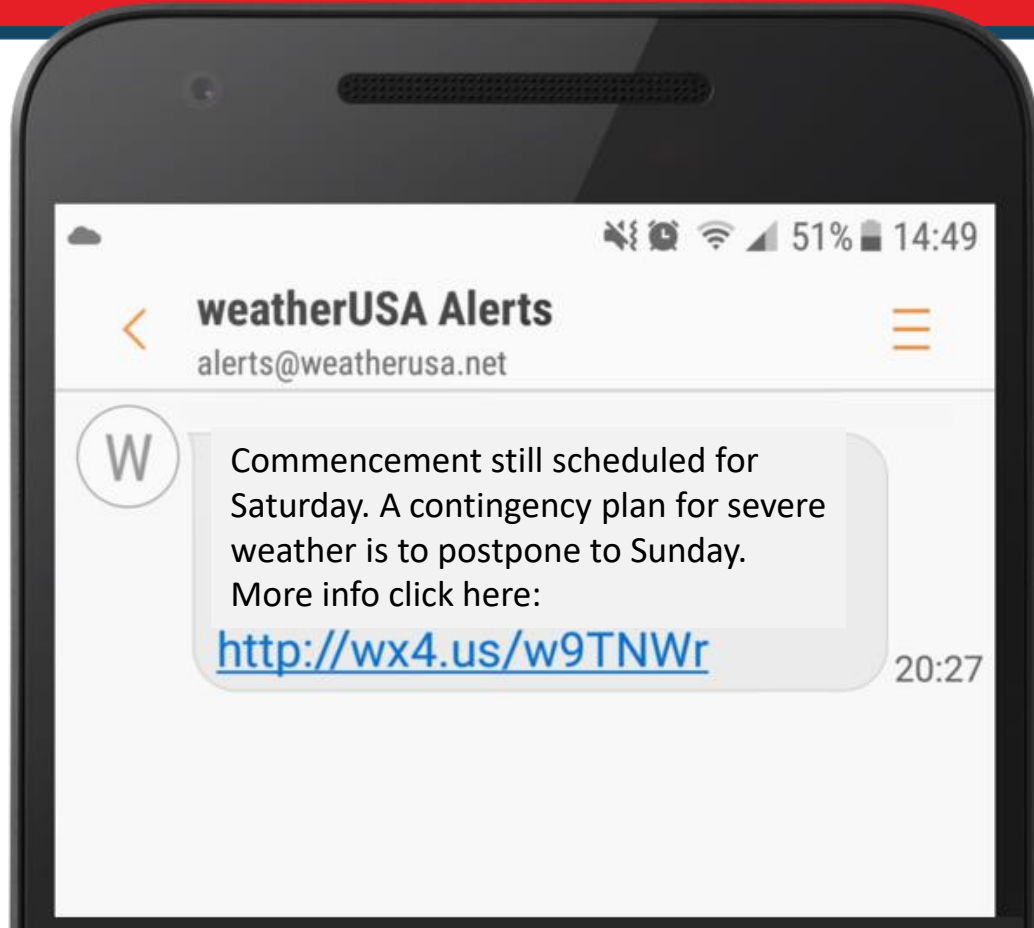 51% 14:49
weatherUSA Alerts
alerts@weatherusa.net
W
Commencement still scheduled for
Saturday. A contingency plan for severe
weather is to postpone to Sunday.
More info click here:
http://wx4.us/w9TNWr
20:27